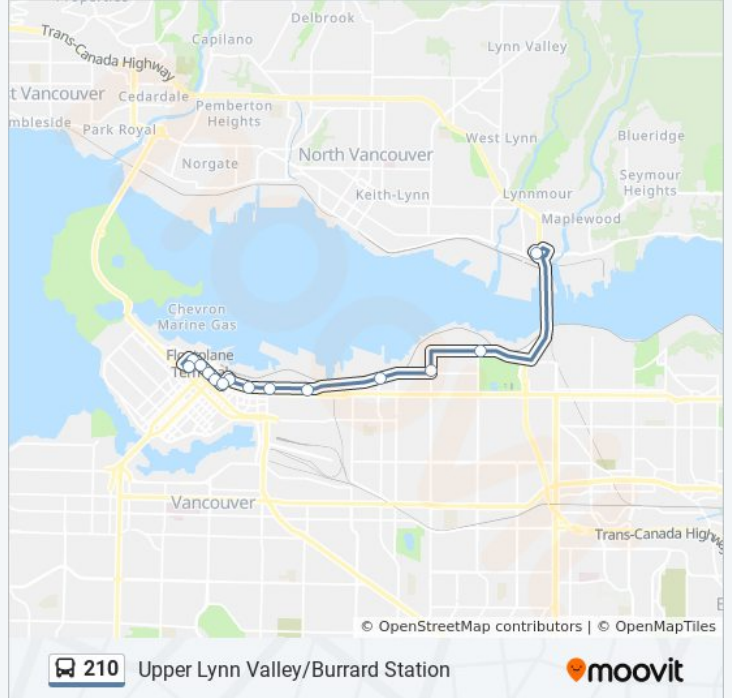 Delbrook
Trans-Canada Highway
Capilano
Lynn Valley
t Vancouver
Cedardale
Pemberton
Heights
mbleside
Park Royal
West Lynn
Blueridge
Norgate
North Vancouver
Seymour
Heights
Keith-Lynn
Lynnmour
Maplewood
Chevron
Marine Gas
Vancouver
Trans-Canada Highw
© OpenStreetMap contributors | © OpenMapTiles
210
Upper Lynn Valley/Burrard Station
moovit